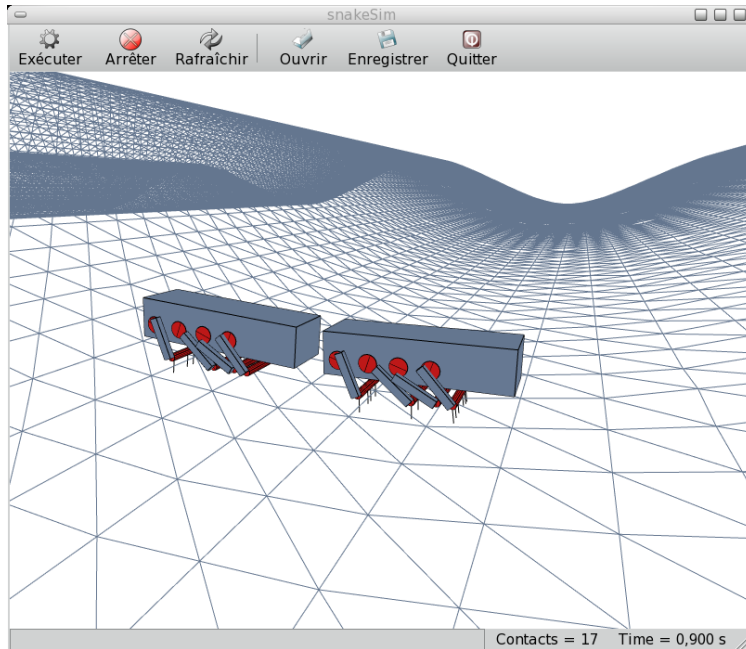 snakeSim
Exécuter Arrêter Rafraîchir Ouvrir Enregistrer Quitter
Contacts = 17 Time = 0,900 s